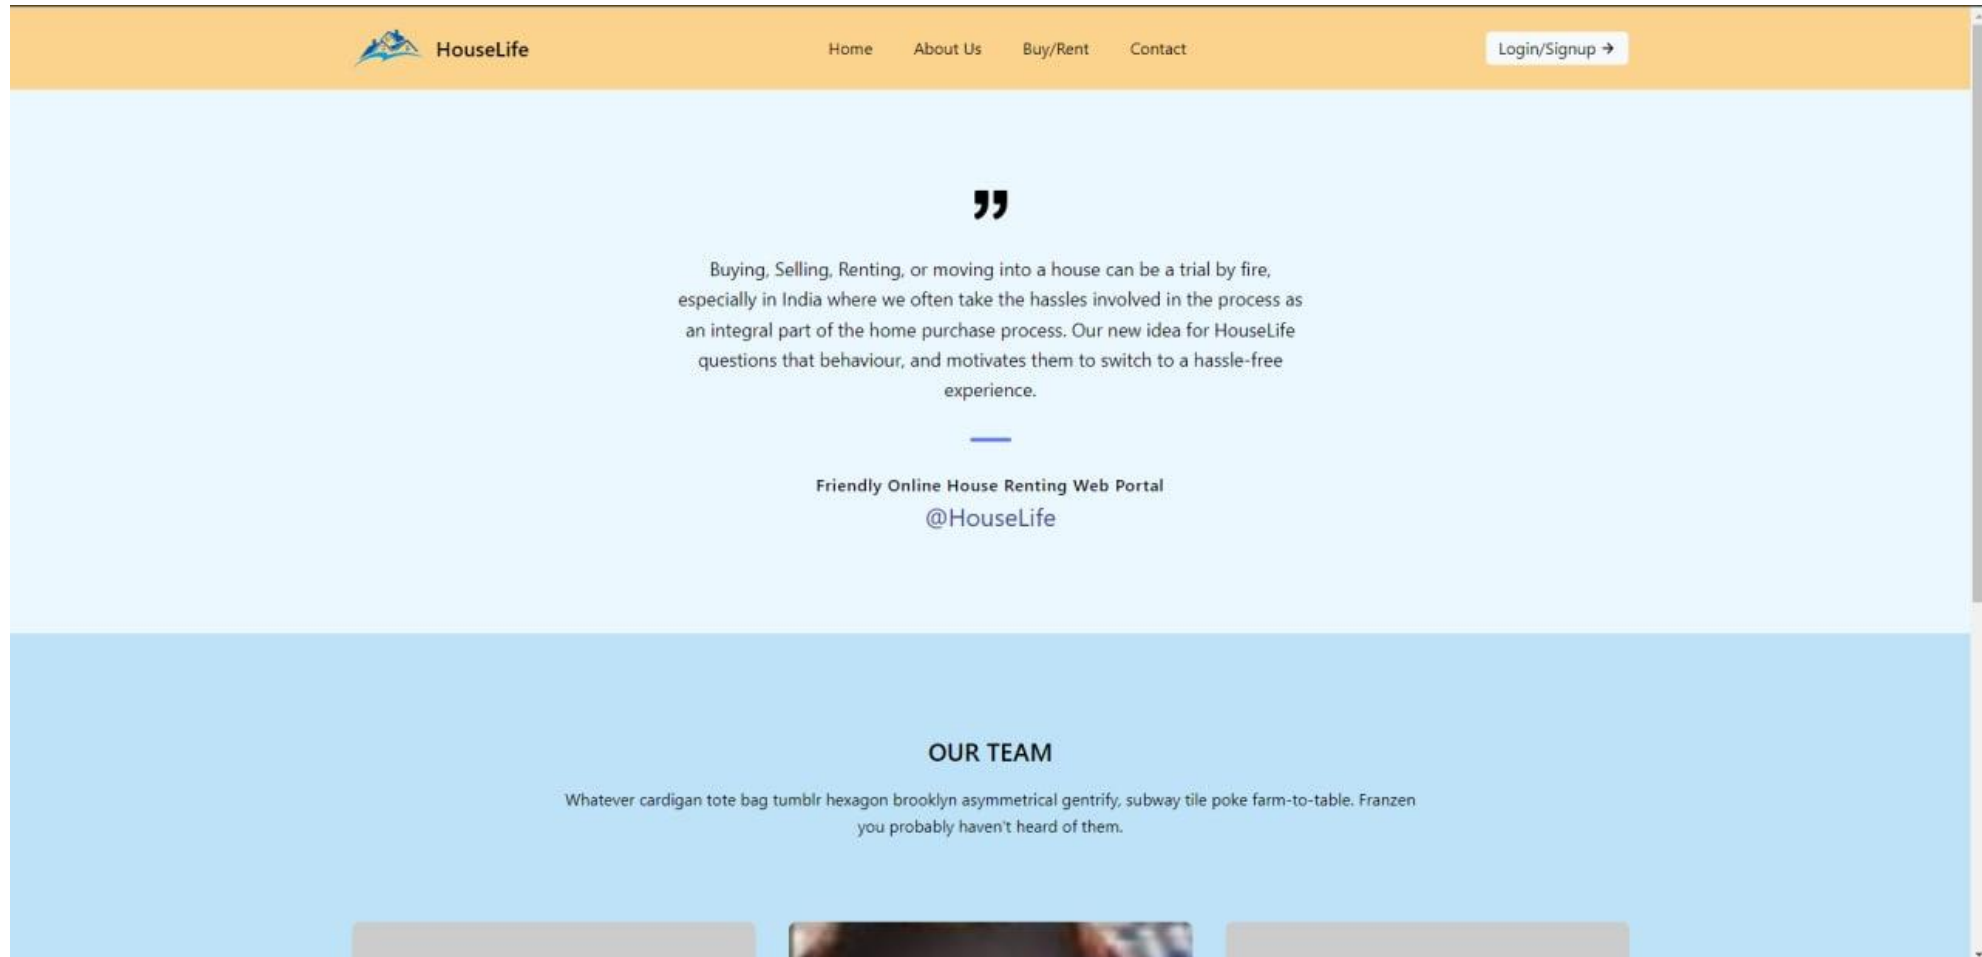 HouseLife
Home About Us Buy/Rent Contact
Login/Signup →
”
Buying, Selling, Renting, or moving into a house can be a trial by fire,
especially in India where we often take the hassles involved in the process as
an integral part of the home purchase process. Our new idea for HouseLife
questions that behaviour, and motivates them to switch to a hassle-free
experience.
Friendly Online House Renting Web Portal
@HouseLife
OUR TEAM
Whatever cardigan tote bag tumblr hexagon brooklyn asymmetrical gentrify, subway tile poke farm-to-table. Franzen
you probably haven't heard of them.